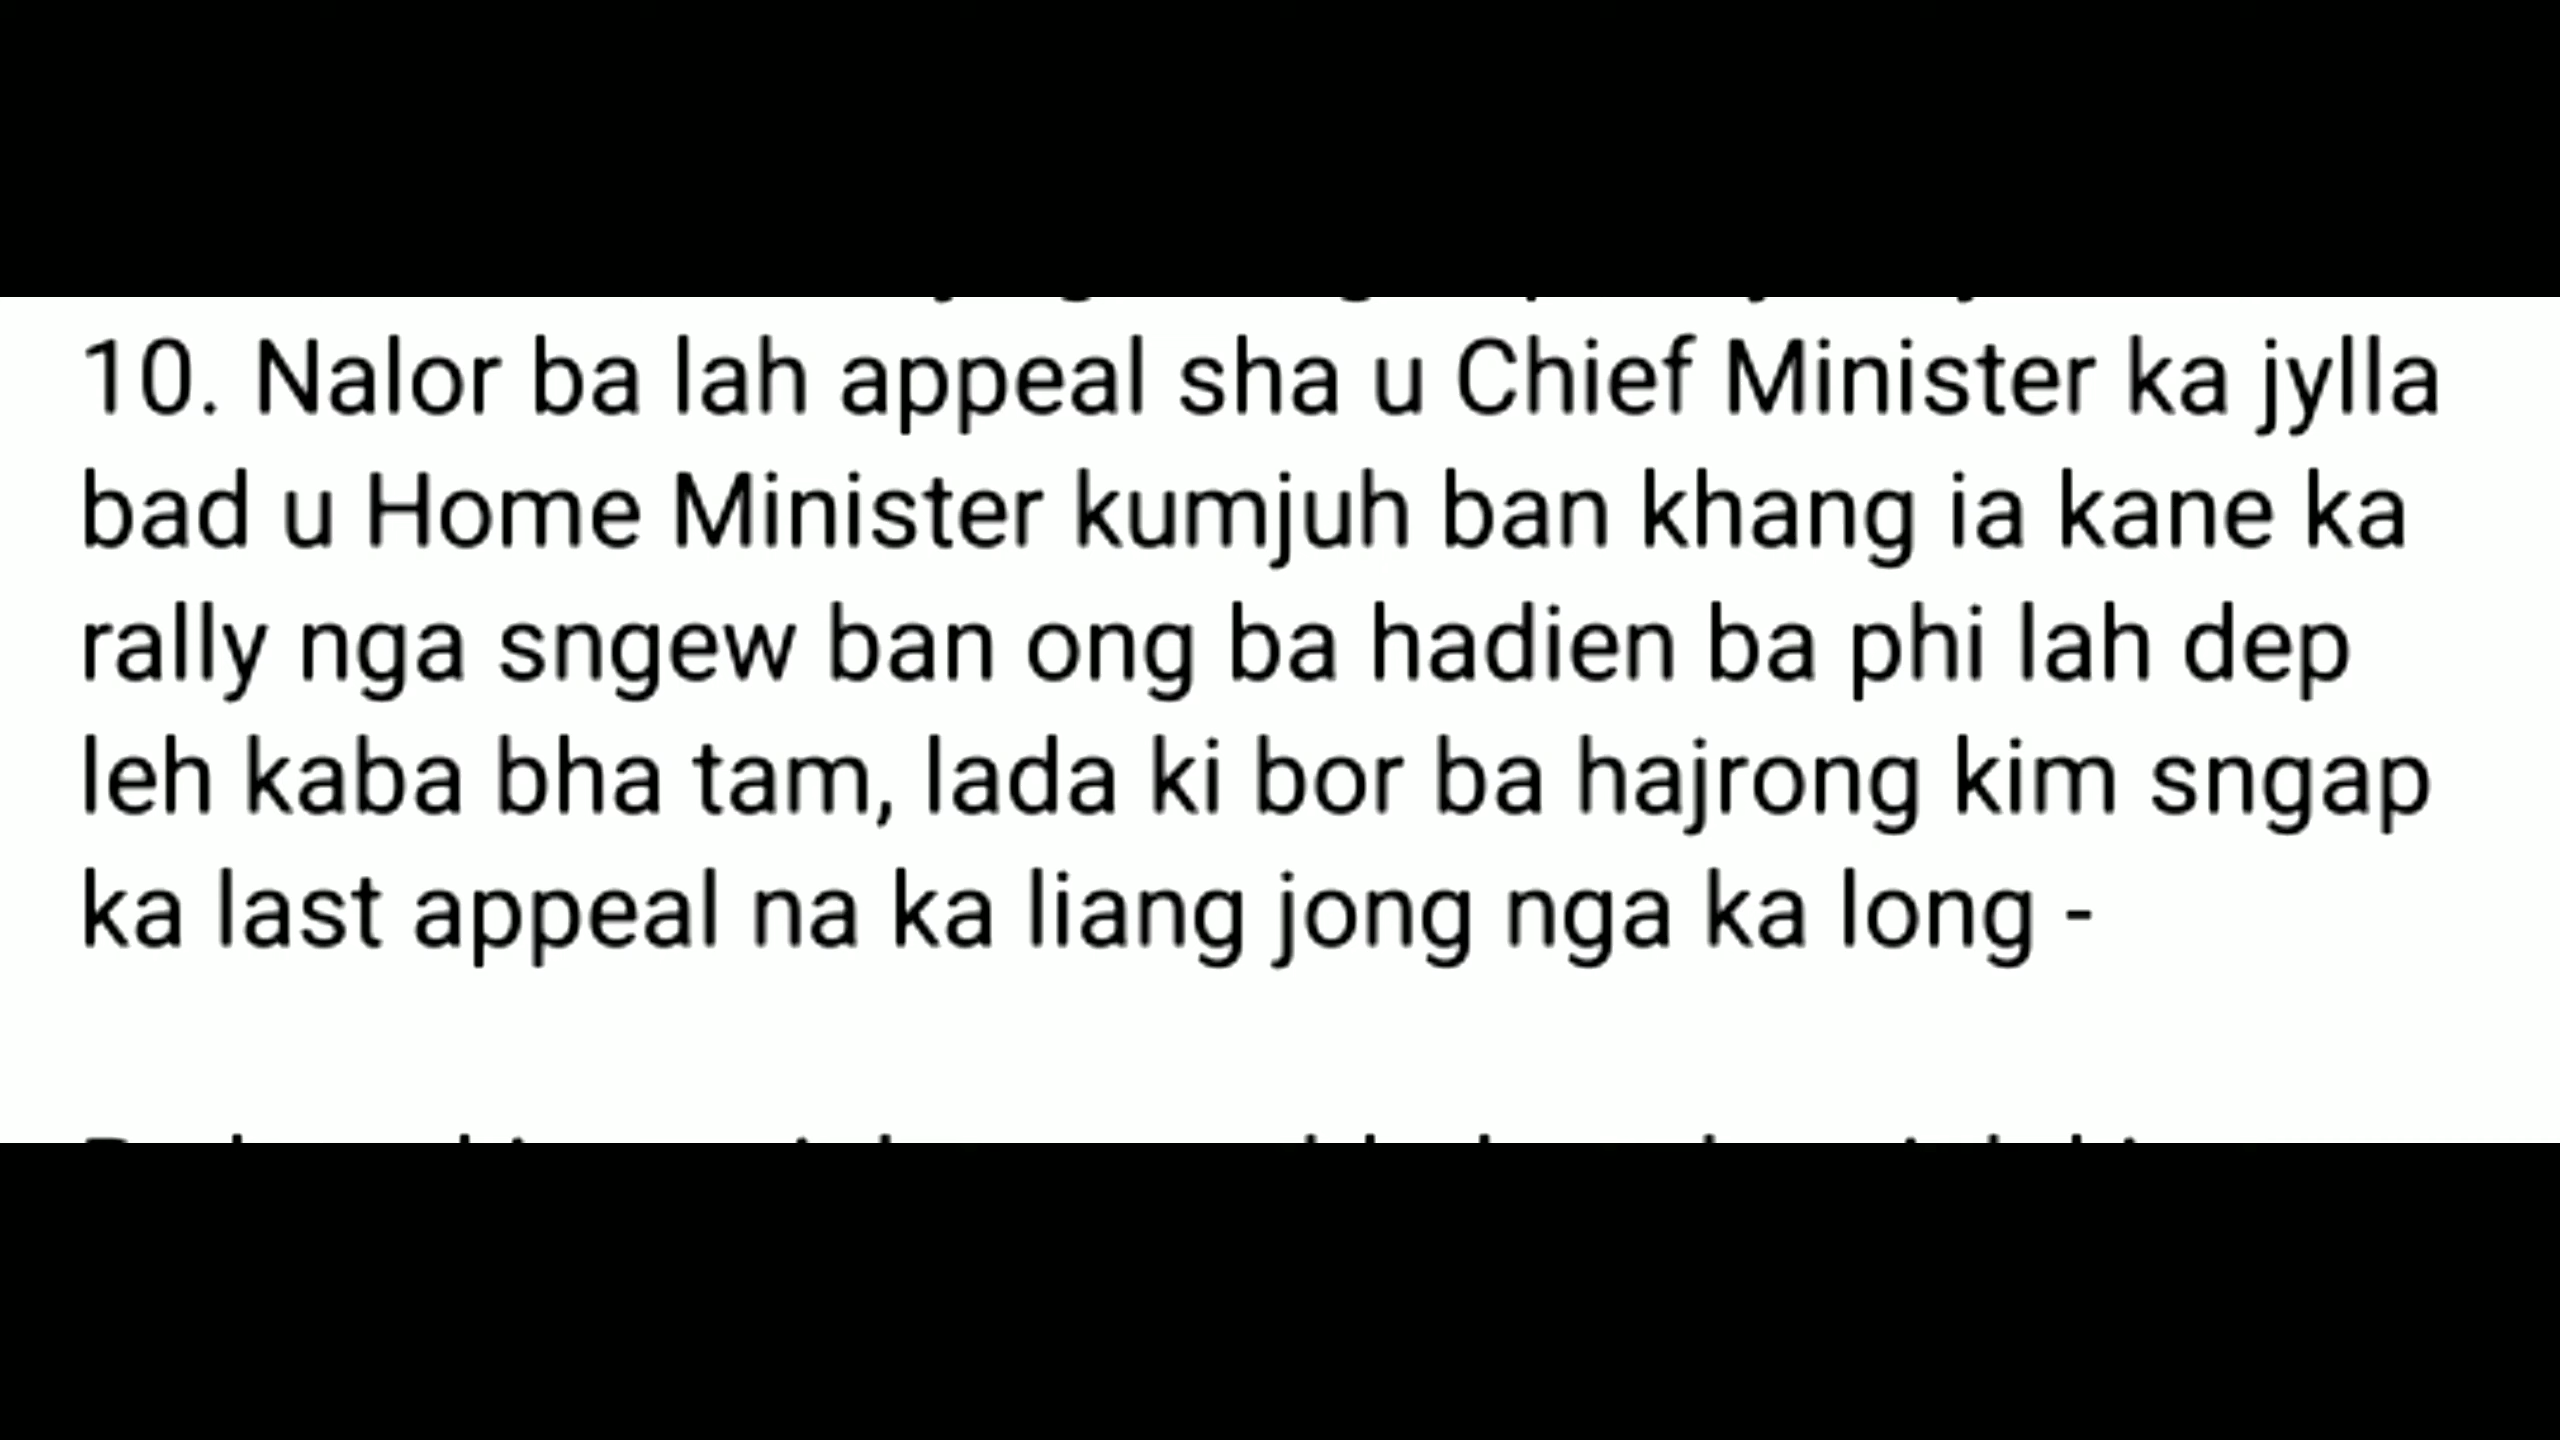 10. Nalor ba lah appeal sha u Chief Minister ka jylla
bad u Home Minister kumjuh ban khang ia kane ka
rally nga sngew ban ong ba hadien ba phi lah dep
leh kaba bha tam, lada ki bor ba hajrong kim sngap
ka last appeal na ka liang jong nga ka long -